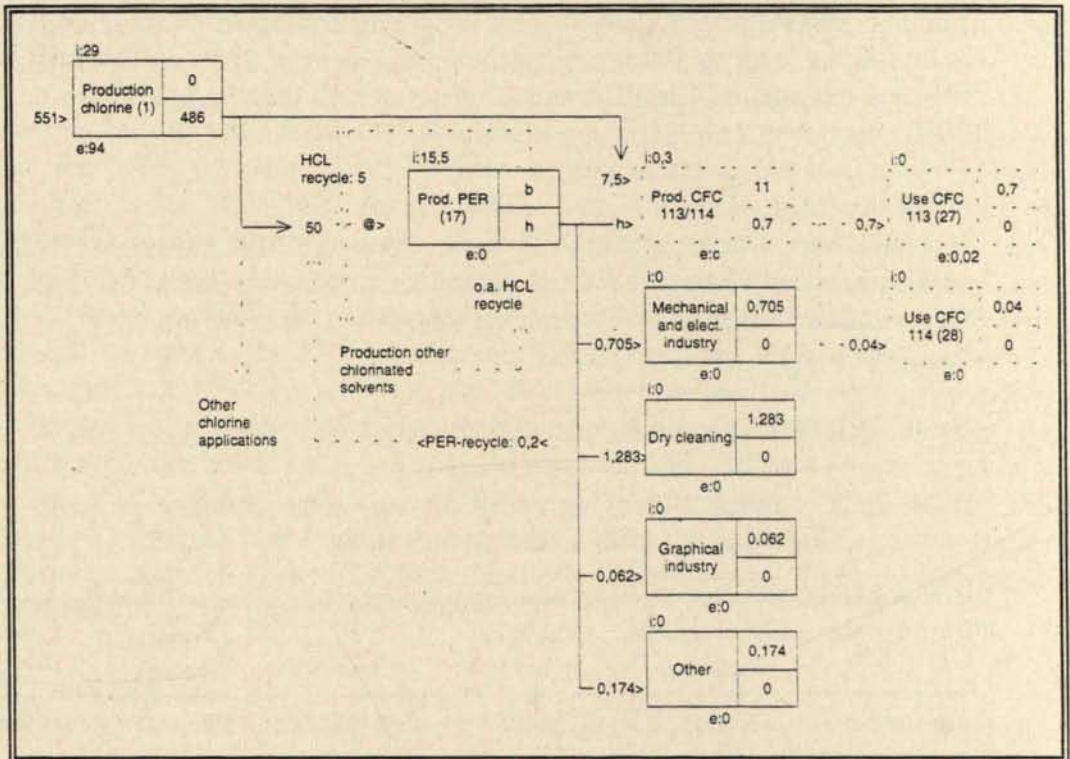 i:29
Production
chlorine (1)
0
486
551>
e:94
HCL
recycle: 5
50
@>
i:15,5
Prod. PER
(17)
b
h
e:0
o.a. HCL
recycle
7,5>
h>
i:0,3
Prod. CFC
113/114
11
0,7
e:c
0,7>
i:0
Use CFC
113 (27)
0,7
0
e:0,02
i:0
Mechanical
and elect.
industry
0,705
0
0,705>
e:0
0,04>
i:0
Use CFC
114 (28)
0,04
0
e:0
Production other
chlorinated
solvents
Other
chlorine
applications
<PER-recycle: 0,2<
i:0
Dry cleaning
1,283
0
1,283>
e:0
i:0
Graphical
industry
0,062
0
0,062>
e:0
i:0
Other
0,174
0
0,174>
e:0